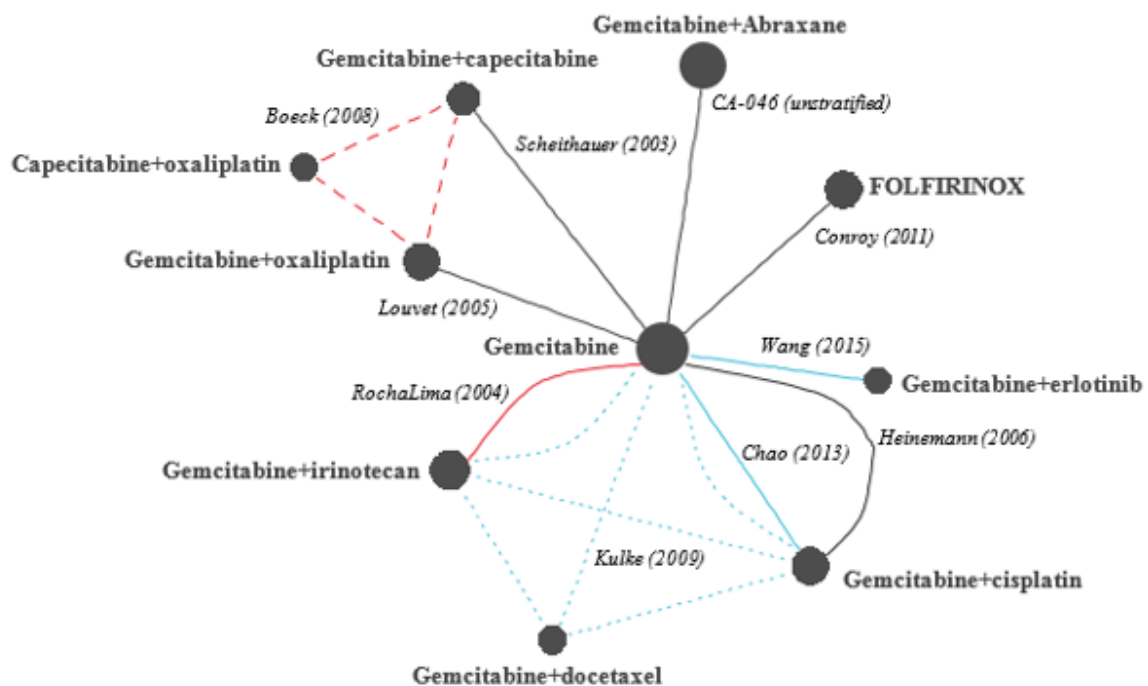 Gemcitabine+Abraxane
Gemcitabine+capecitabine
CA-046 (unstratified)
Boeck (2008)
Scheithauer (2003)
Capecitabine+oxaliplatin
FOLFIRINOX
Conroy (2011)
Gemcitabine+oxaliplatin
Louvet (2005)
Gemcitabine
Wang (2015)
Gemcitabine+erlotinib
RochaLima (2004)
Heinemann (2006)
Chao (2013)
Gemcitabine+irinotecan
Kulke (2009)
Gemcitabine+cisplatin
Gemcitabine+docetaxel